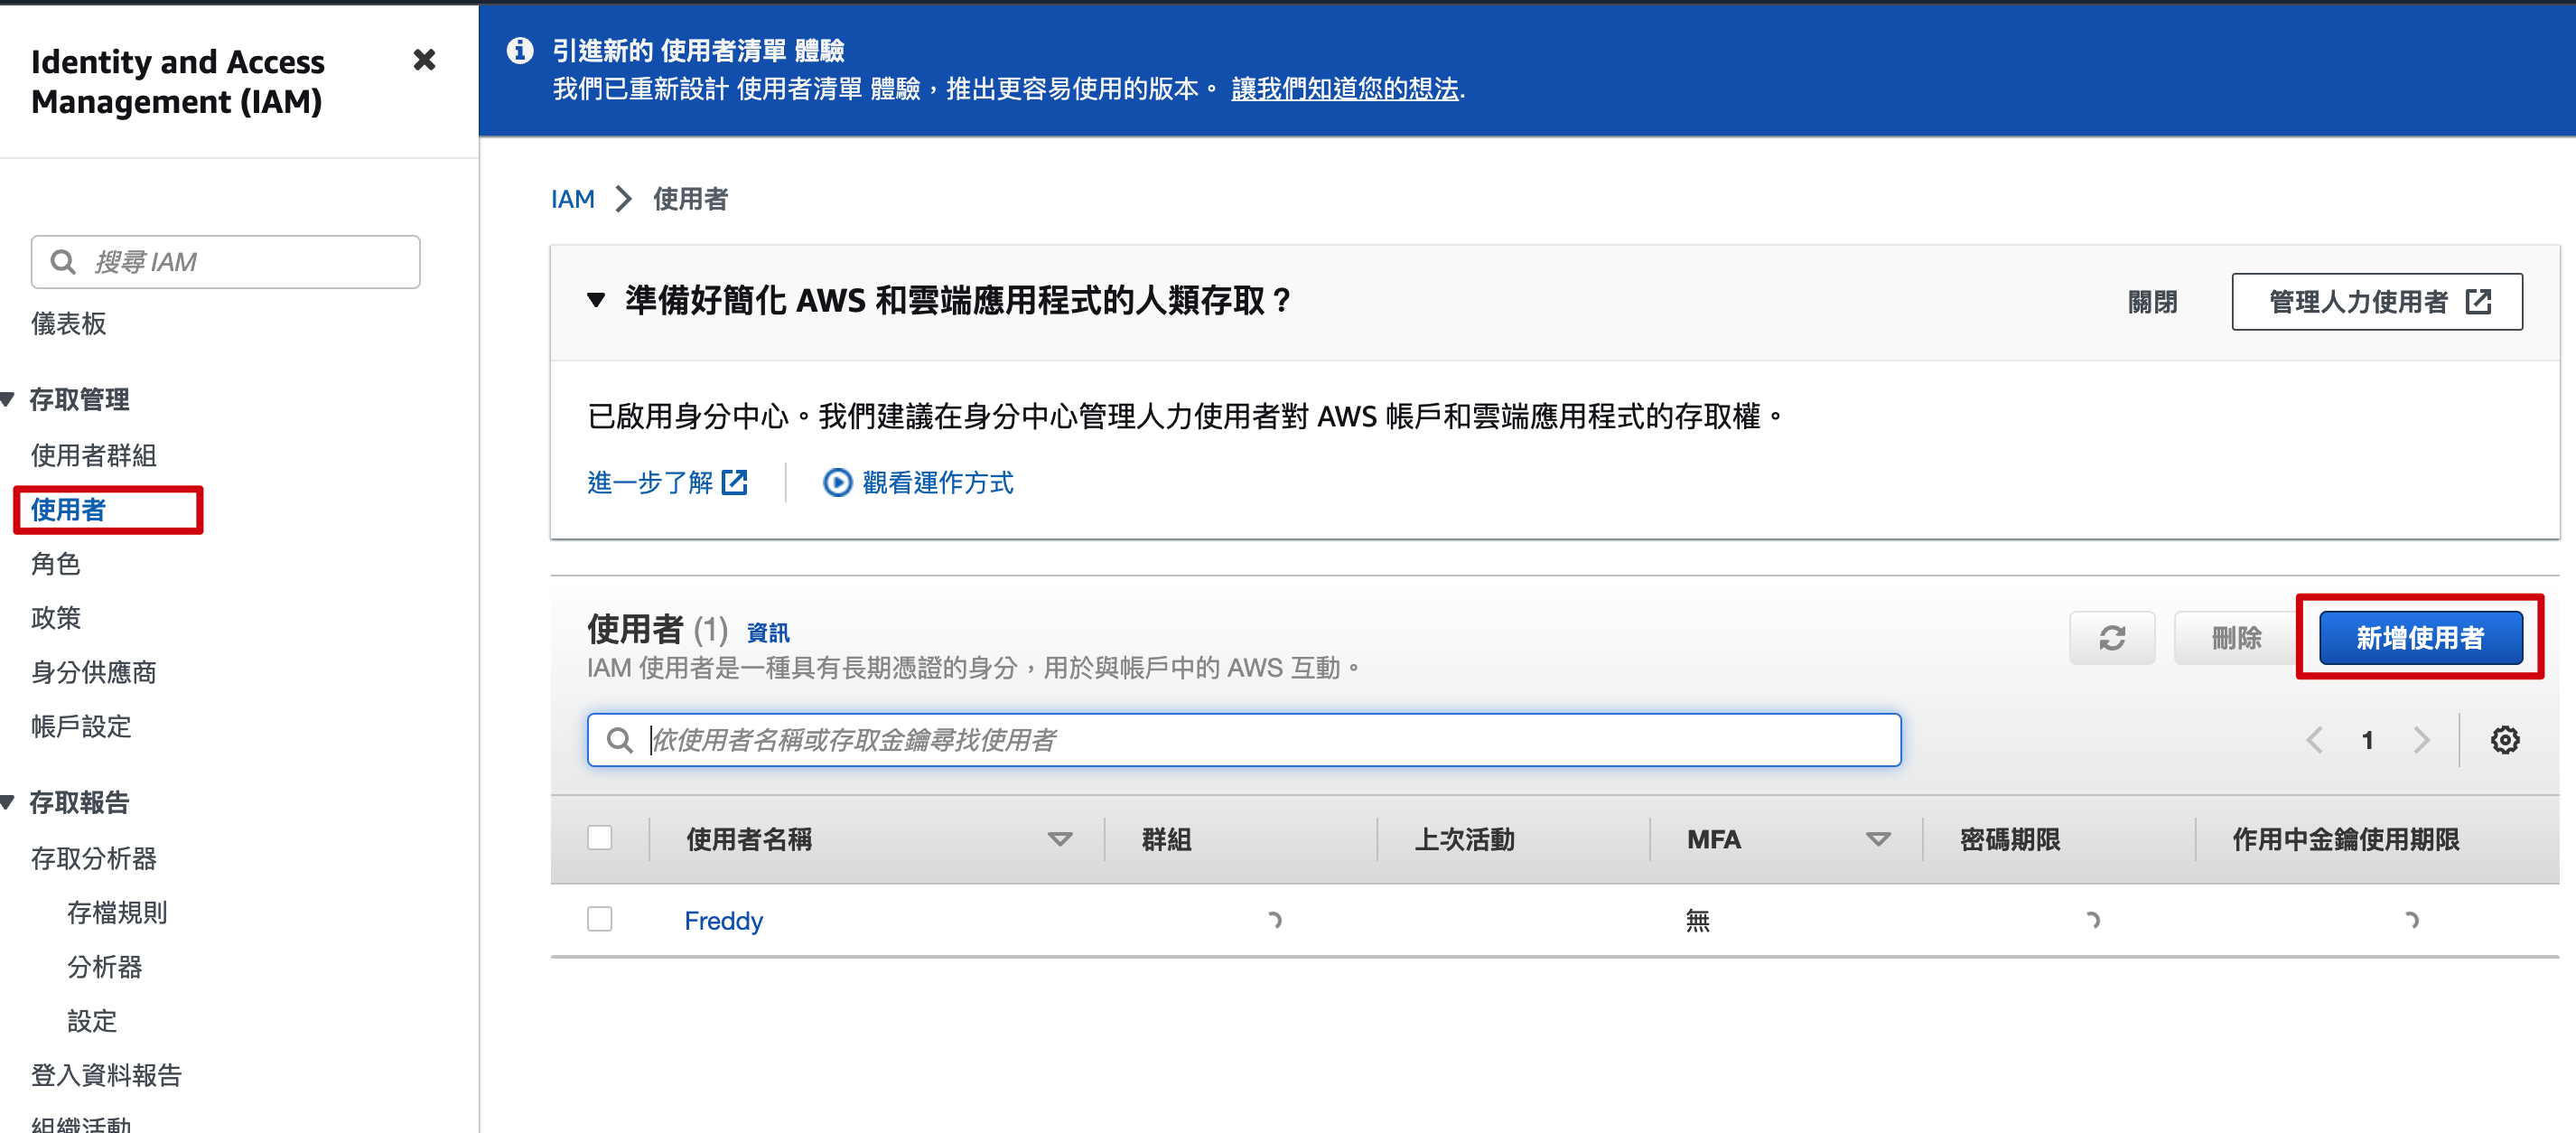 Identity and Access
Management (IAM)
搜尋 IAM
儀表板
存取管理
使用者群組
使用者
角色
政策
身分供應商
帳戶設定
存取報告
存取分析器
存檔規則
分析器
設定
登入資料報告
組織活動
引進新的 使用者清單 體驗
我們已重新設計 使用者清單 體驗，推出更容易使用的版本。 讓我們知道您的想法.
IAM 使用者
準備好簡化 AWS 和雲端應用程式的人類存取？
關閉
管理人力使用者
已啟用身分中心。我們建議在身分中心管理人力使用者對 AWS 帳戶和雲端應用程式的存取權。
進一步了解
觀看運作方式
使用者 (1) 資訊
IAM 使用者是一種具有長期憑證的身分，用於與帳戶中的 AWS 互動。
刪除
新增使用者
依使用者名稱或存取金鑰尋找使用者
1
使用者名稱 群組 上次活動 MFA 密碼期限 作用中金鑰使用期限
Freddy 無